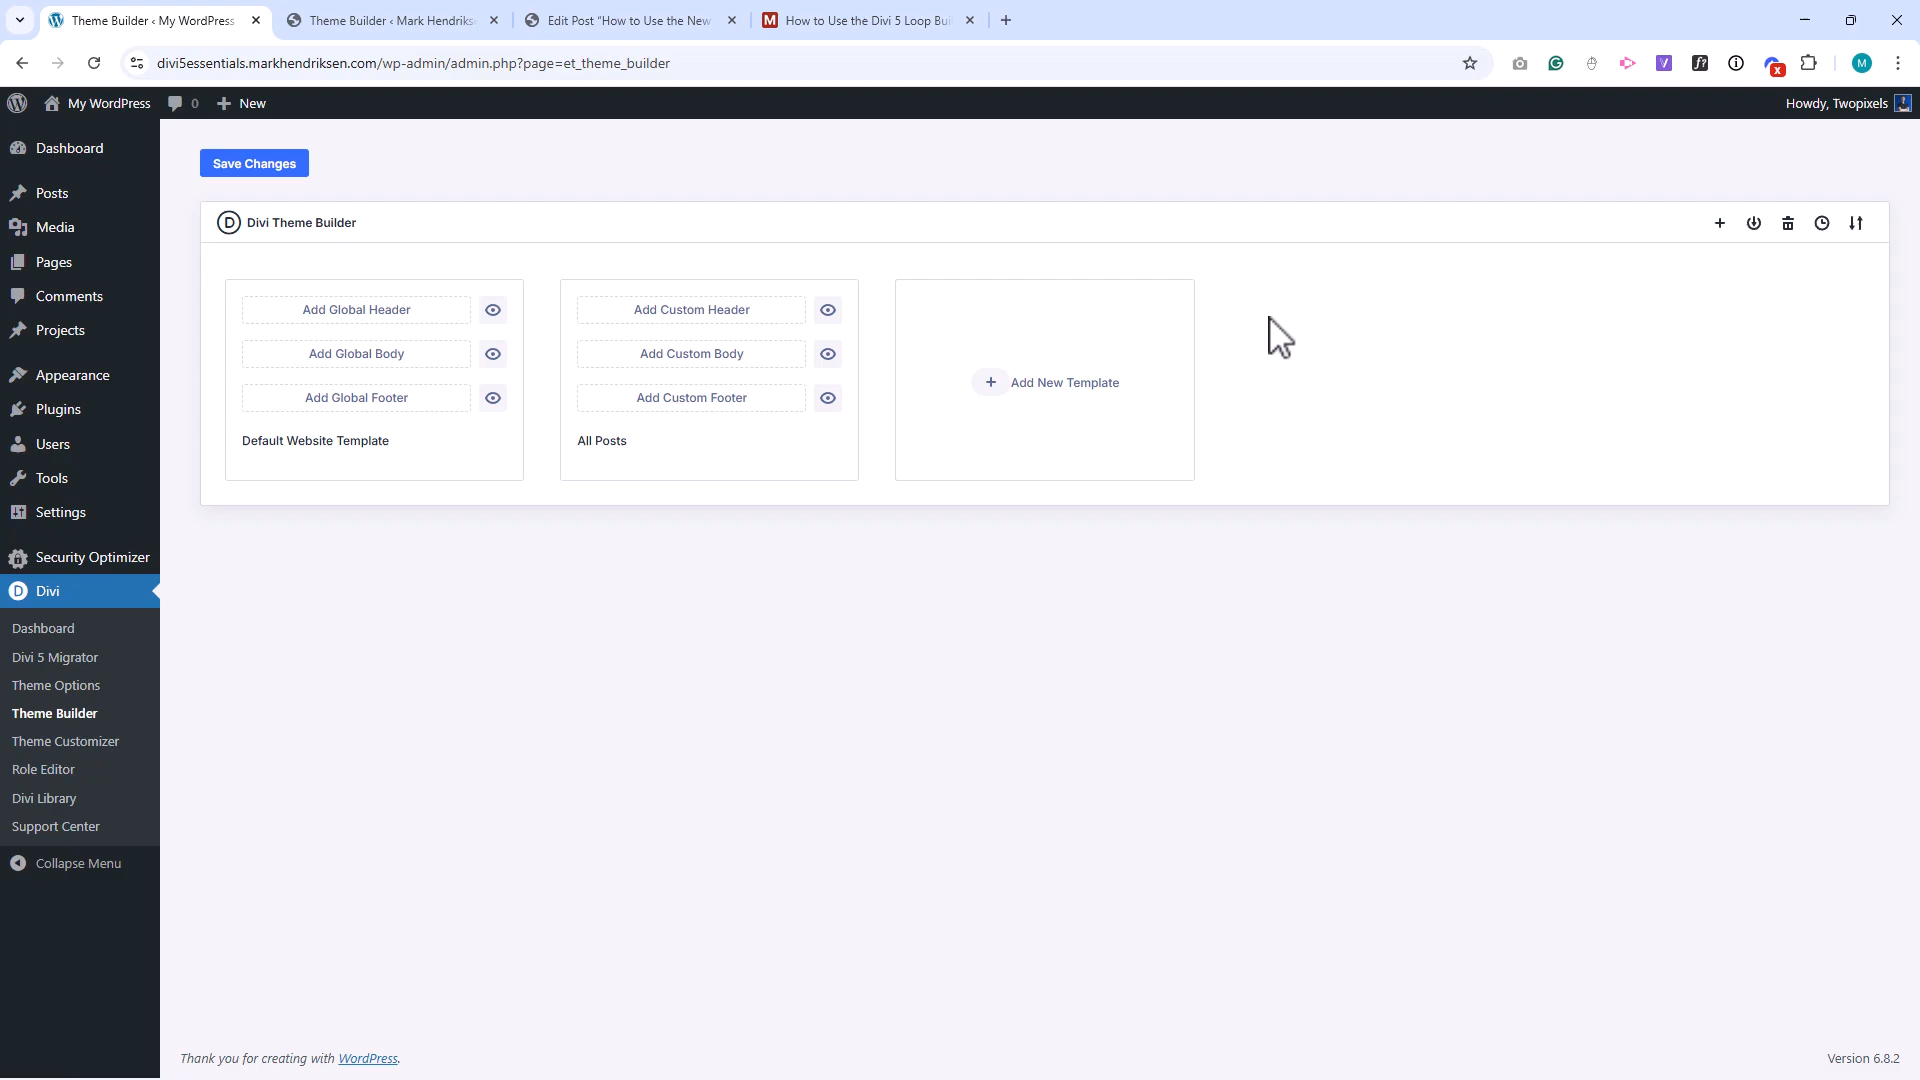 Theme Builder ‹ My WordPress
Theme Builder ‹ Mark Hendriks
Edit Post “How to Use the New
M
How to Use the Divi 5 Loop Bui
divi5essentials.markhendriksen.com/wp-admin/admin.php?page=et_theme_builder
M
My WordPress
0
New
Howdy, Twopixels
Dashboard
Posts
Media
Pages
Comments
Projects
Appearance
Plugins
Users
Tools
Settings
Security Optimizer
D
Divi
Dashboard
Divi 5 Migrator
Theme Options
Theme Builder
Theme Customizer
Role Editor
Divi Library
Support Center
Collapse Menu
Save Changes
D
Divi Theme Builder
Add Global Header
Add Global Body
Add Global Footer
Default Website Template
Add Custom Header
Add Custom Body
Add Custom Footer
All Posts
Add New Template
Thank you for creating with WordPress.
Version 6.8.2